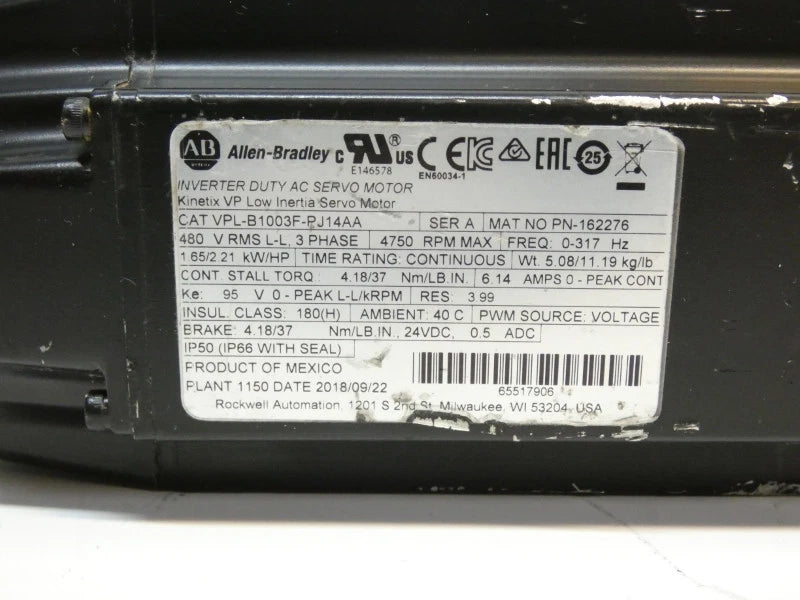 AB Allen-Bradley c RU ® US CE EAC 25
E146578
EN60034-1
INVERTER DUTY AC SERVO MOTOR
Kinetix VP Low Inertia Servo Motor
CAT VPL-B1003F-PJ14AA SER A MAT NO PN-162276
480 V RMS L-L, 3 PHASE 4750 RPM MAX FREQ: 0-317 Hz
1.65/2.21 kW/HP TIME RATING: CONTINUOUS Wt. 5.08/11.19 kg/lb
CONT. STALL TORQ 4.18/37 Nm/LB.IN. 6.14 AMPS 0 - PEAK CONT
Ke: 95 V 0 - PEAK L-L/kRPM RES: 3.99
INSUL. CLASS: 180(H) AMBIENT: 40 C PWM SOURCE: VOLTAGE
BRAKE: 4.18/37 Nm/LB.IN., 24VDC, 0.5 ADC
IP50 (IP66 WITH SEAL)
PRODUCT OF MEXICO
PLANT 1150 DATE 2018/09/22
65517906
Rockwell Automation, 1201 S 2nd St. Milwaukee, WI 53204 USA